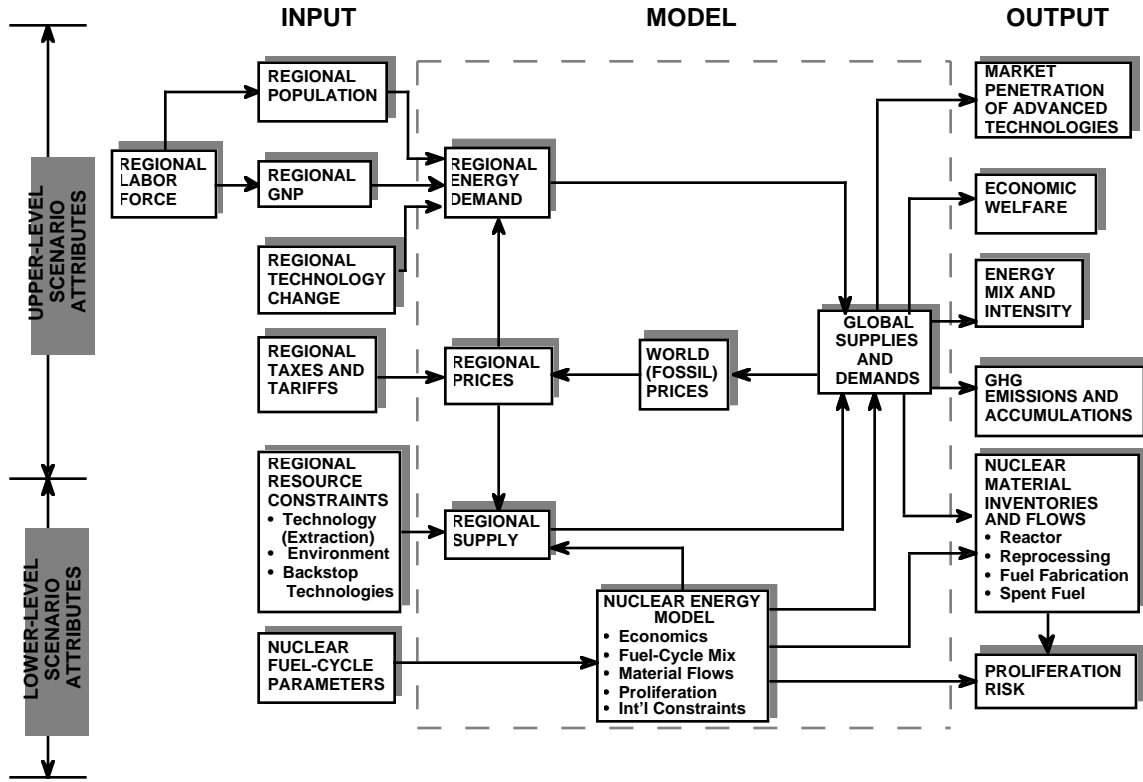 INPUT
MODEL
OUTPUT
UPPER-LEVEL
SCENARIO
ATTRIBUTES
LOWER-LEVEL
SCENARIO
ATTRIBUTES
REGIONAL
LABOR
FORCE
REGIONAL
POPULATION
REGIONAL
GNP
REGIONAL
TECHNOLOGY
CHANGE
REGIONAL
TAXES AND
TARIFFS
REGIONAL
RESOURCE
CONSTRAINTS
• Technology
(Extraction)
• Environment
• Backstop
Technologies
NUCLEAR
FUEL-CYCLE
PARAMETERS
REGIONAL
ENERGY
DEMAND
REGIONAL
PRICES
REGIONAL
SUPPLY
WORLD
(FOSSIL)
PRICES
GLOBAL
SUPPLIES
AND
DEMANDS
NUCLEAR ENERGY
MODEL
• Economics
• Fuel-Cycle Mix
• Material Flows
• Proliferation
• Int'l Constraints
MARKET
PENETRATION
OF ADVANCED
TECHNOLOGIES
ECONOMIC
WELFARE
ENERGY
MIX AND
INTENSITY
GHG
EMISSIONS AND
ACCUMULATIONS
NUCLEAR
MATERIAL
INVENTORIES
AND FLOWS
• Reactor
• Reprocessing
• Fuel Fabrication
• Spent Fuel
PROLIFERATION
RISK